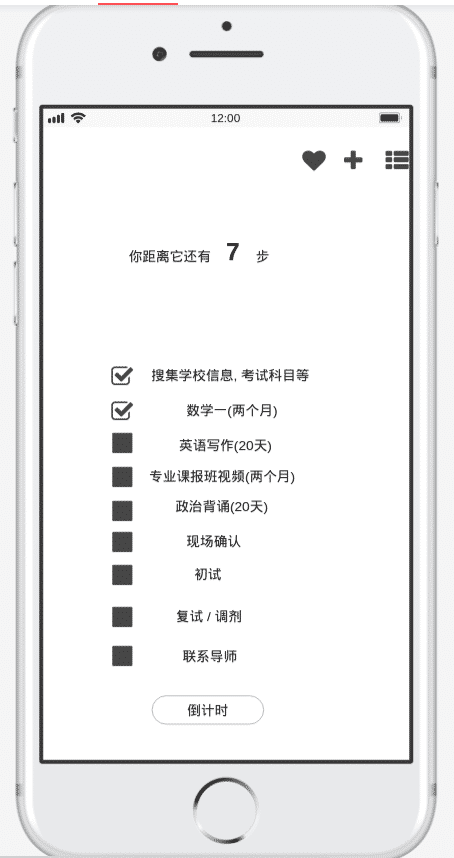 12:00
你距离它还有 7 步
搜集学校信息, 考试科目等
数学一(两个月)
英语写作(20天)
专业课报班视频(两个月)
政治背诵(20天)
现场确认
初试
复试 / 调剂
联系导师
倒计时